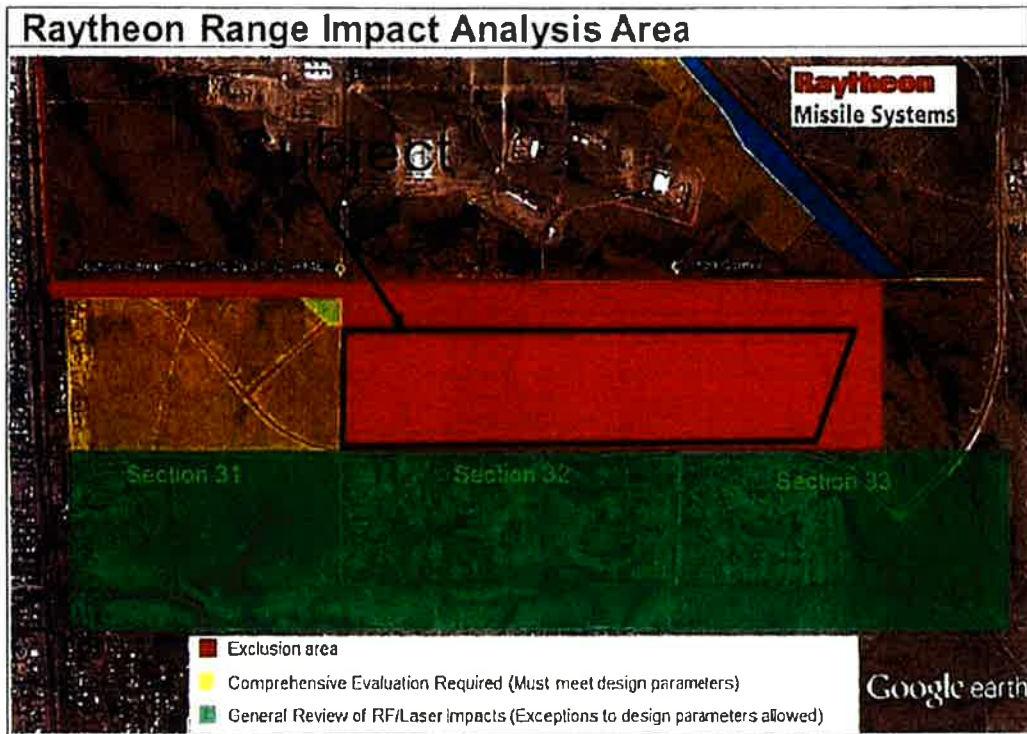 Raytheon Range Impact Analysis Area
Raytheon
Missile Systems
Subject
Section 31
Section 32
Section 33
Exclusion area
Comprehensive Evaluation Required (Must meet design parameters)
General Review of RF/Laser Impacts (Exceptions to design parameters allowed)
Google earth